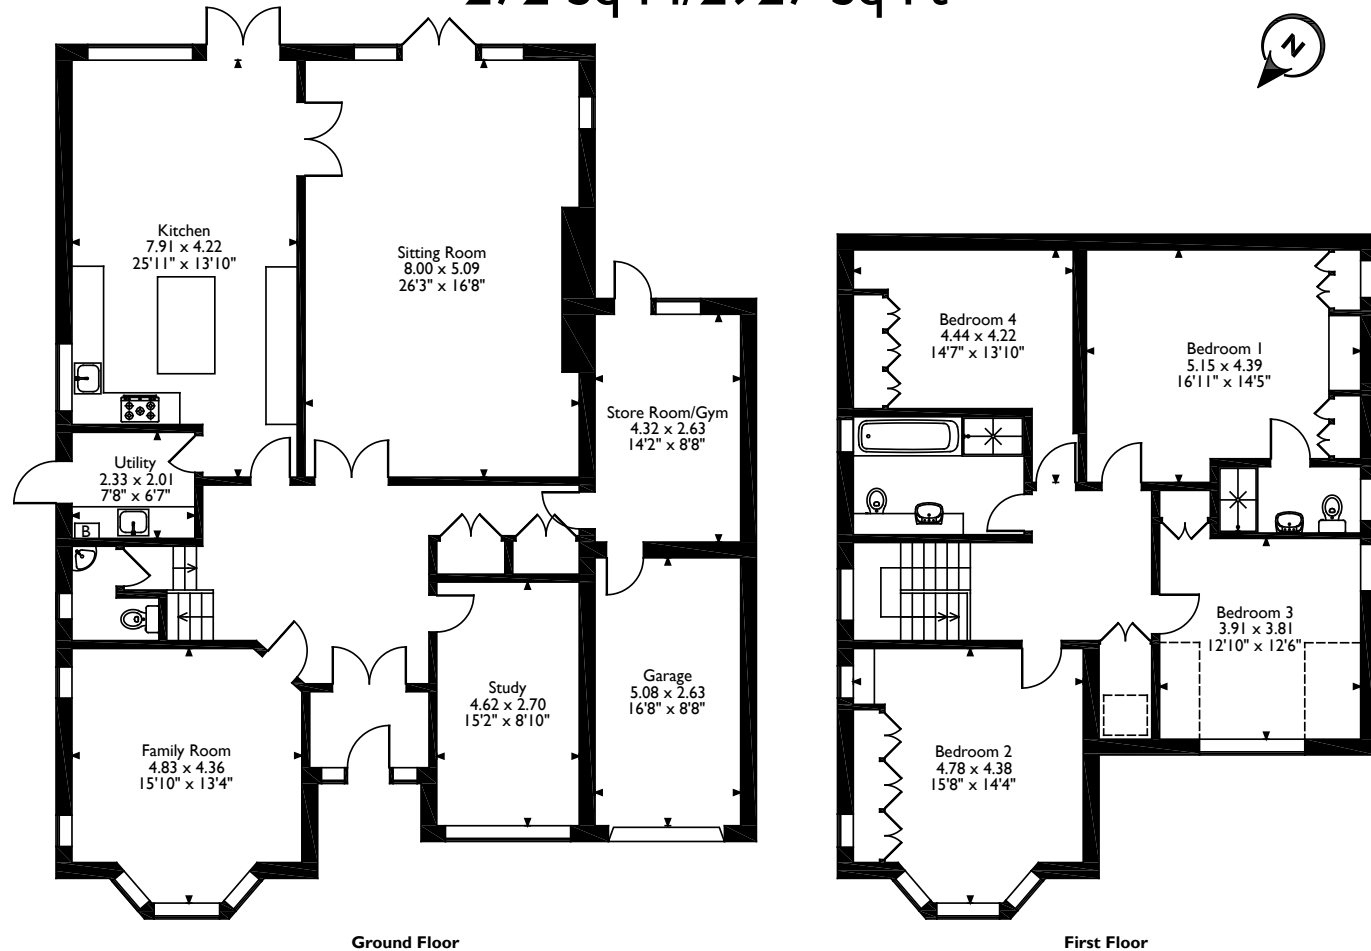 N
Kitchen
7.91 x 4.22
25'11" x 13'10"
Sitting Room
8.00 x 5.09
26'3" x 16'8"
Utility
2.33 x 2.01
7'8" x 6'7"
B
Store Room/Gym
4.32 x 2.63
14'2" x 8'8"
Family Room
4.83 x 4.36
15'10" x 13'4"
Study
4.62 x 2.70
15'2" x 8'10"
Garage
5.08 x 2.63
16'8" x 8'8"
Ground Floor
Bedroom 4
4.44 x 4.22
14'7" x 13'10"
Bedroom 1
5.15 x 4.39
16'11" x 14'5"
Bedroom 3
3.91 x 3.81
12'10" x 12'6"
Bedroom 2
4.78 x 4.38
15'8" x 14'4"
First Floor